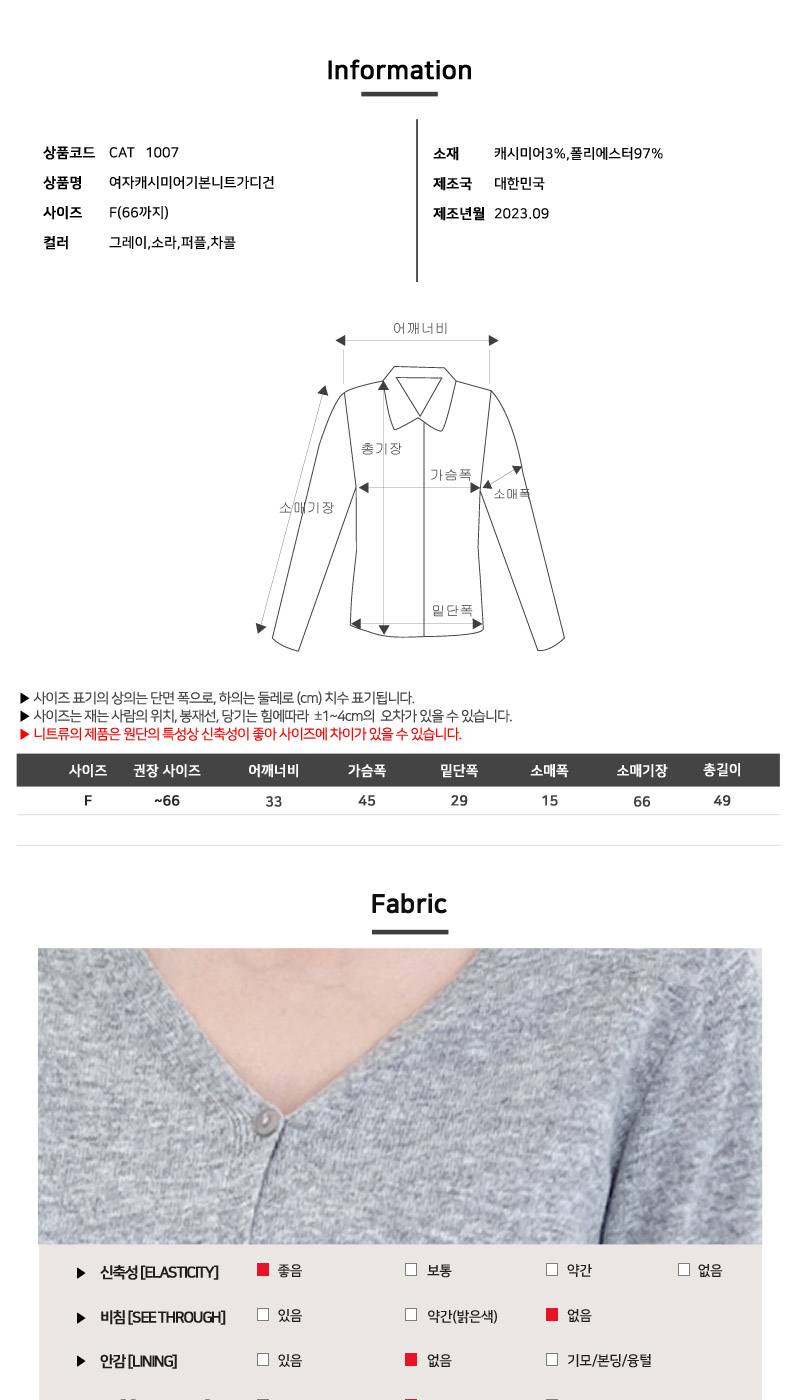 Information
상품코드 CAT 1007
상품명 여자캐시미어기본니트가디건
사이즈 F(66까지)
컬러 그레이,소라,퍼플,차콜
소재 캐시미어3%,폴리에스터97%
제조국 대한민국
제조년월 2023.09
어깨너비
총기장
가슴폭
소매폭
소매기장
밑단폭
▶ 사이즈 표기의 상의는 단면 폭으로, 하의는 둘레로 (cm) 치수 표기됩니다.
▶ 사이즈는 재는 사람의 위치, 봉재선, 당기는 힘에따라 ±1~4cm의 오차가 있을 수 있습니다.
▶ 니트류의 제품은 원단의 특성상 신축성이 좋아 사이즈에 차이가 있을 수 있습니다.
사이즈 권장 사이즈 어깨너비 가슴폭 밑단폭 소매폭 소매기장 총길이
F ~66 33 45 29 15 66 49
Fabric
▶ 신축성 [ELASTICITY] 좋음 보통 약간 없음
▶ 비침 [SEE THROUGH] 있음 약간(밝은색) 없음
▶ 안감 [LINING] 있음 없음 기모/본딩/융털